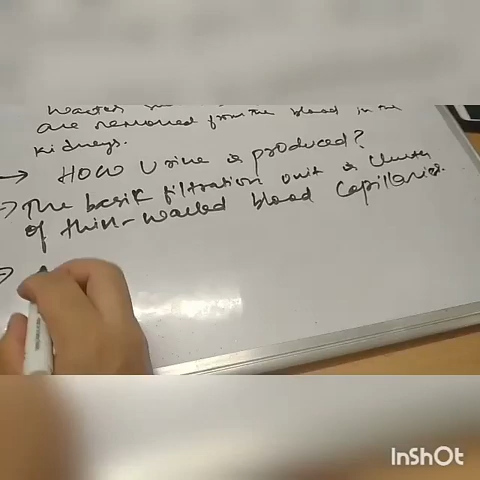 are removed from the blood in the
kidneys.
→ How Urine is produced?
→ The basic filtration unit is Cluster
of thin-walled blood Capillaries.
InShOt